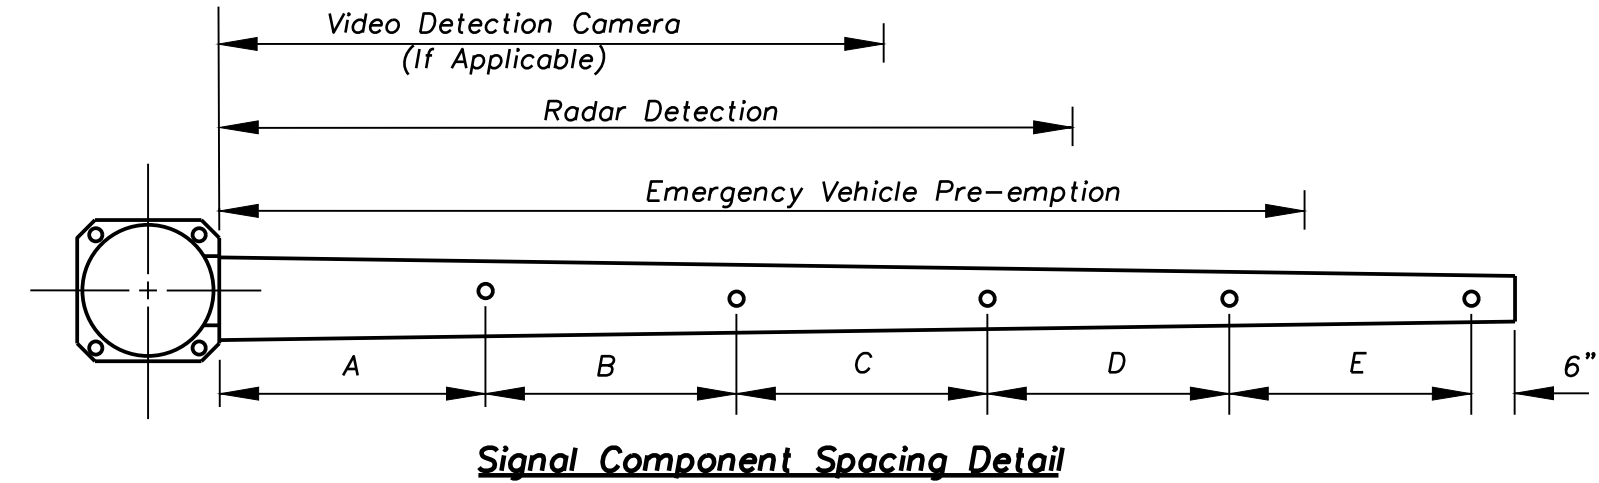 Video Detection Camera
(If Applicable)
Radar Detection
Emergency Vehicle Pre-emption
A B C D E 6"
Signal Component Spacing Detail